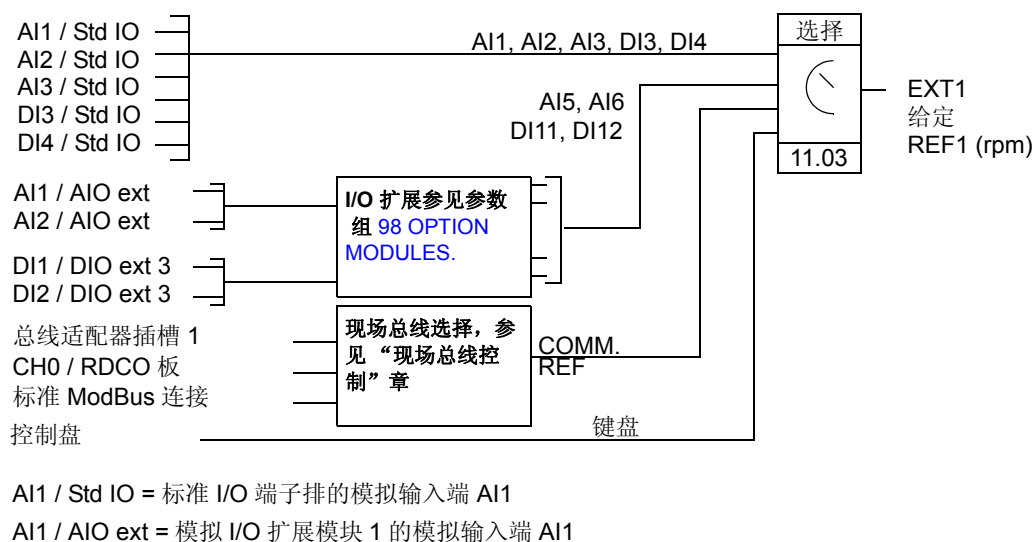 AI1 / Std IO
AI2 / Std IO
AI3 / Std IO
DI3 / Std IO
DI4 / Std IO
AI1, AI2, AI3, DI3, DI4
选择
11.03
EXT1
给定
REF1 (rpm)
AI5, AI6
DI11, DI12
AI1 / AIO ext
AI2 / AIO ext
DI1 / DIO ext 3
DI2 / DIO ext 3
I/O 扩展参见参数
组 98 OPTION
MODULES.
总线适配器插槽 1
CH0 / RDCO 板
标准 ModBus 连接
现场总线选择，参
见 “现场总线控
制”章
COMM.
REF
控制盘
键盘
AI1 / Std IO = 标准 I/O 端子排的模拟输入端 AI1
AI1 / AIO ext = 模拟 I/O 扩展模块 1 的模拟输入端 AI1